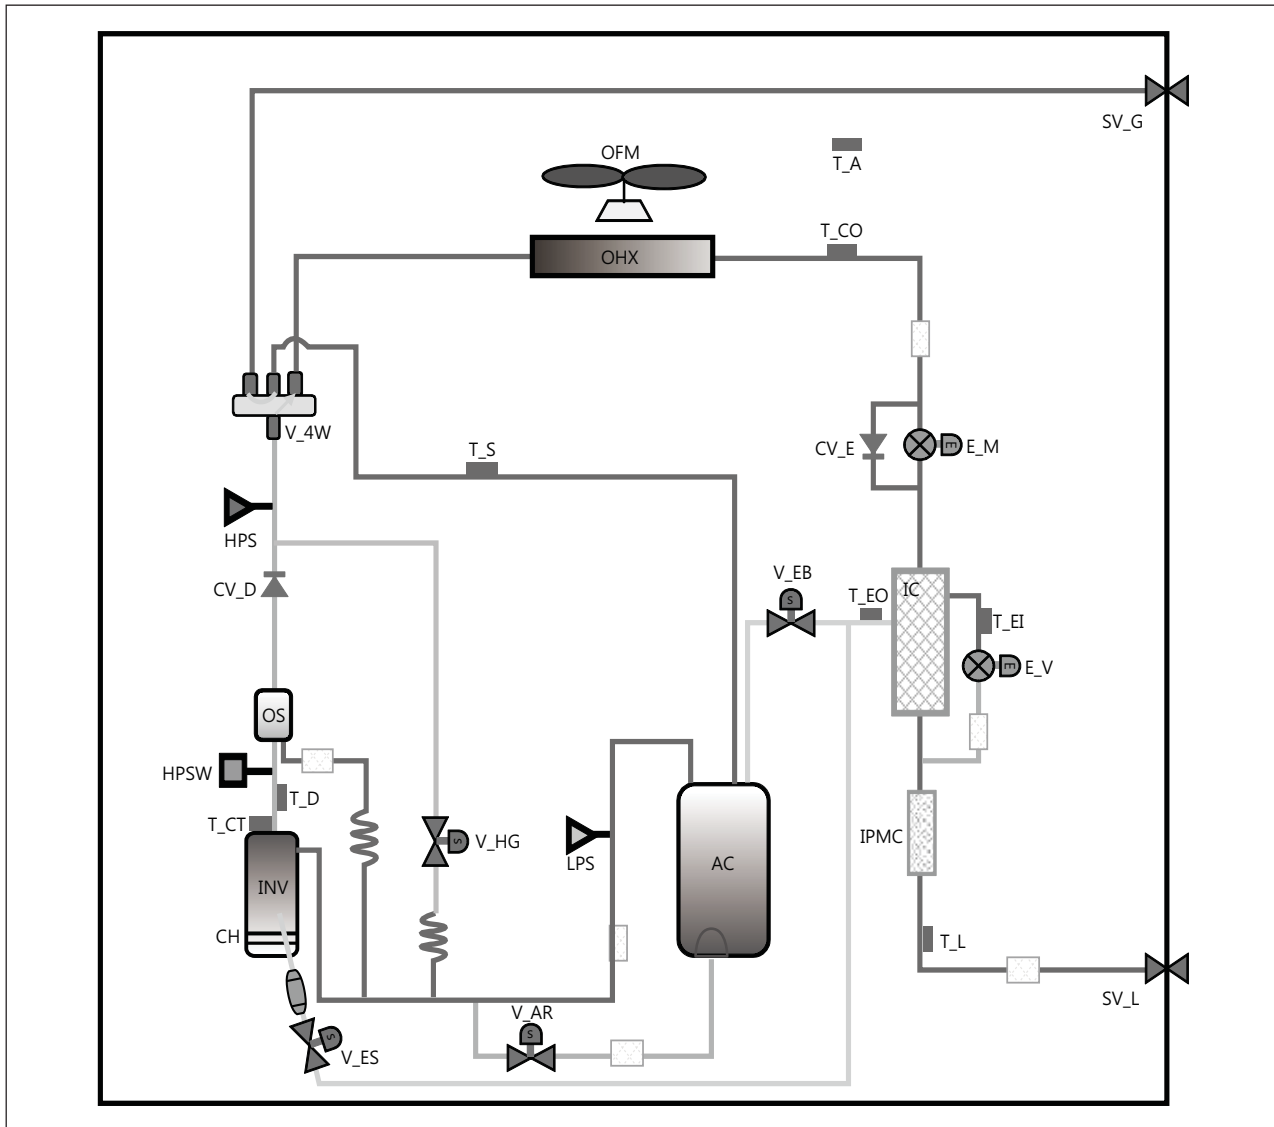 SV_G
OFM
T_A
T_CO
OHX
V_4W
CV_E
E
E_M
T_S
HPS
V_EB
S
CV_D
T_EO
IC
T_EI
E
E_V
OS
HPSW
T_D
T_CT
S
V_HG
IPMC
LPS
AC
INV
CH
T_L
SV_L
V_AR
S
S
V_ES